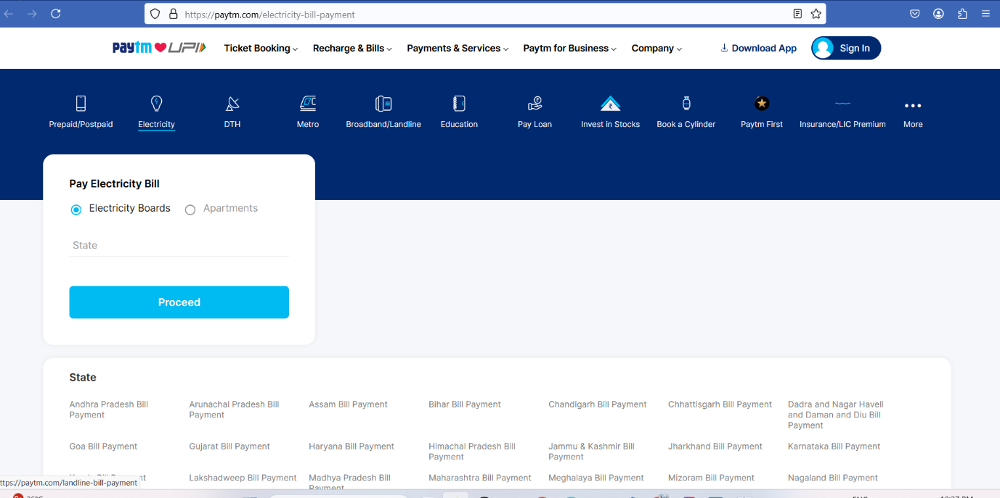 https://paytm.com/electricity-bill-payment
paytm UPI
Ticket Booking
Recharge & Bills
Payments & Services
Paytm for Business
Company
Download App
Sign In
Prepaid/Postpaid
Electricity
DTH
Metro
Broadband/Landline
Education
Pay Loan
Invest in Stocks
Book a Cylinder
Paytm First
Insurance/LIC Premium
More
Pay Electricity Bill
Electricity Boards
Apartments
State
Proceed
State
Andhra Pradesh Bill
Payment
Arunachal Pradesh Bill
Payment
Assam Bill Payment
Bihar Bill Payment
Chandigarh Bill Payment
Chhattisgarh Bill Payment
Dadra and Nagar Haveli
and Daman and Diu Bill
Payment
Goa Bill Payment
Gujarat Bill Payment
Haryana Bill Payment
Himachal Pradesh Bill
Payment
Jammu & Kashmir Bill
Payment
Jharkhand Bill Payment
Karnataka Bill Payment
Lakshadweep Bill Payment
Madhya Pradesh Bill
Payment
Maharashtra Bill Payment
Meghalaya Bill Payment
Mizoram Bill Payment
Nagaland Bill Payment
ttps://paytm.com/landline-bill-payment